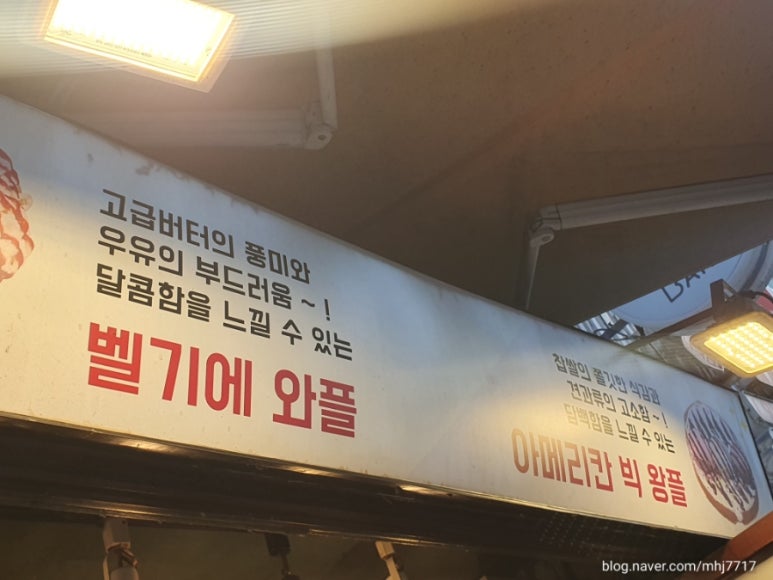 고급버터의 풍미와
우유의 부드러움 ~ !
달콤함을 느낄 수 있는
벨기에 와플
찹쌀의 쫄깃한 식감과
견과류의 고소함 ~ !
담백함을 느낄 수 있는
아메리칸 빅 왕플
blog.naver.com/mhj7717